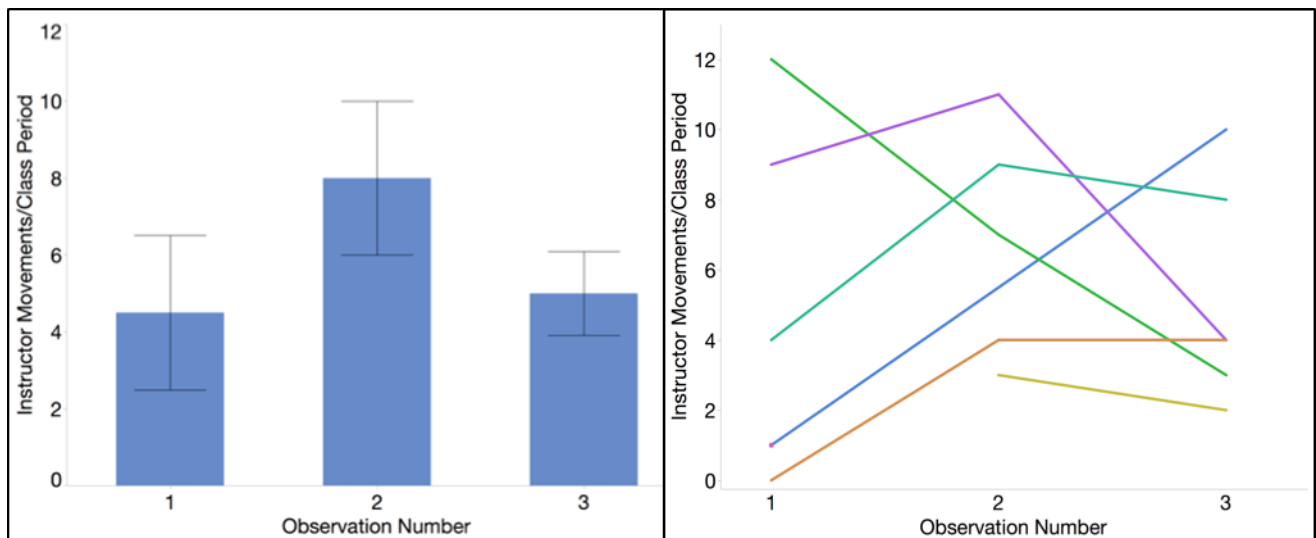 Instructor Movements/Class Period
12
10
8
6
4
2
0
1 2 3
Observation Number
Instructor Movements/Class Period
12
10
8
6
4
2
0
1 2 3
Observation Number